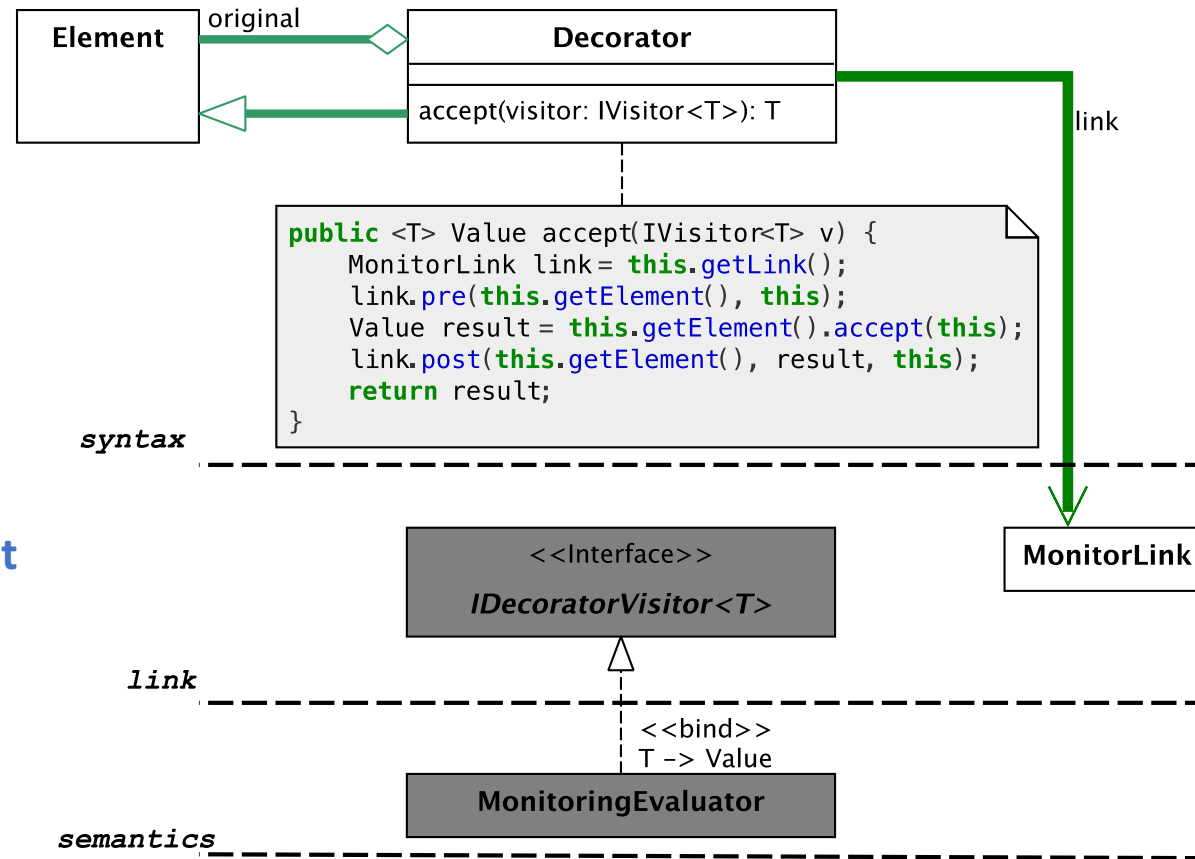 original
Element
Decorator
accept(visitor: IVisitor<T>): T
link
public <T> Value accept(IVisitor<T> v) {
    MonitorLink link = this.getLink();
    link.pre(this.getElement(), this);
    Value result = this.getElement().accept(this);
    link.post(this.getElement(), result, this);
    return result;
}
syntax
t
<<Interface>>
IDecoratorVisitor<T>
MonitorLink
link
<<bind>>
T -> Value
MonitoringEvaluator
semantics